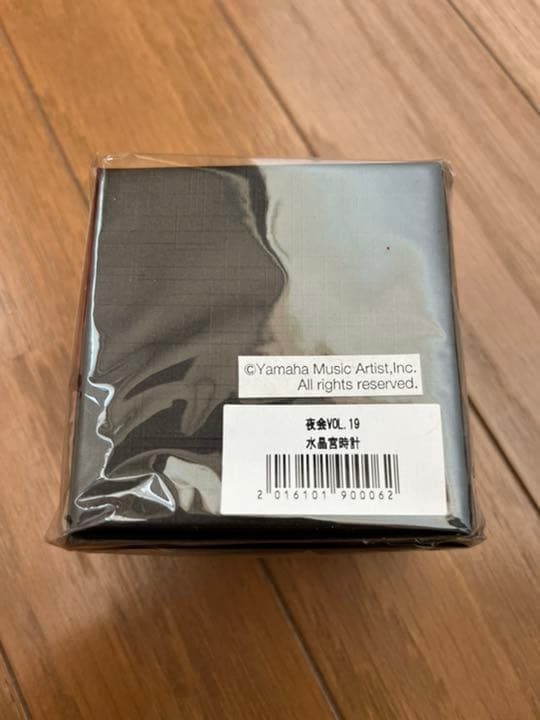 ©Yamaha Music Artist,Inc.
All rights reserved.
夜会VOL.19
水晶宮時計
2 016101 900062